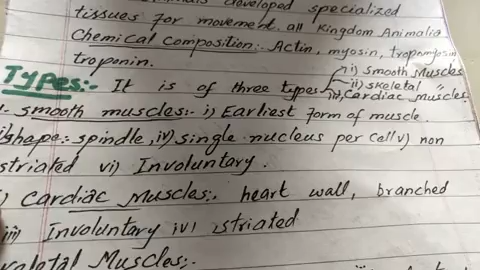 developed specialized
tissues for movement. all Kingdom Animalia
Chemical composition:- Actin, myosin, tropomyosin
troponin.
Types:- It is of three types i) Smooth Muscles
ii) Skeletal "
iii) Cardiac Muscles
smooth muscles:- i) Earliest form of muscle.
shape:- spindle, iv) single nucleus per cell v) non
striated vi) Involuntary.
i) Cardiac Muscles:. heart wall, branched
iii) Involuntary iv) striated
keletal Muscles:-